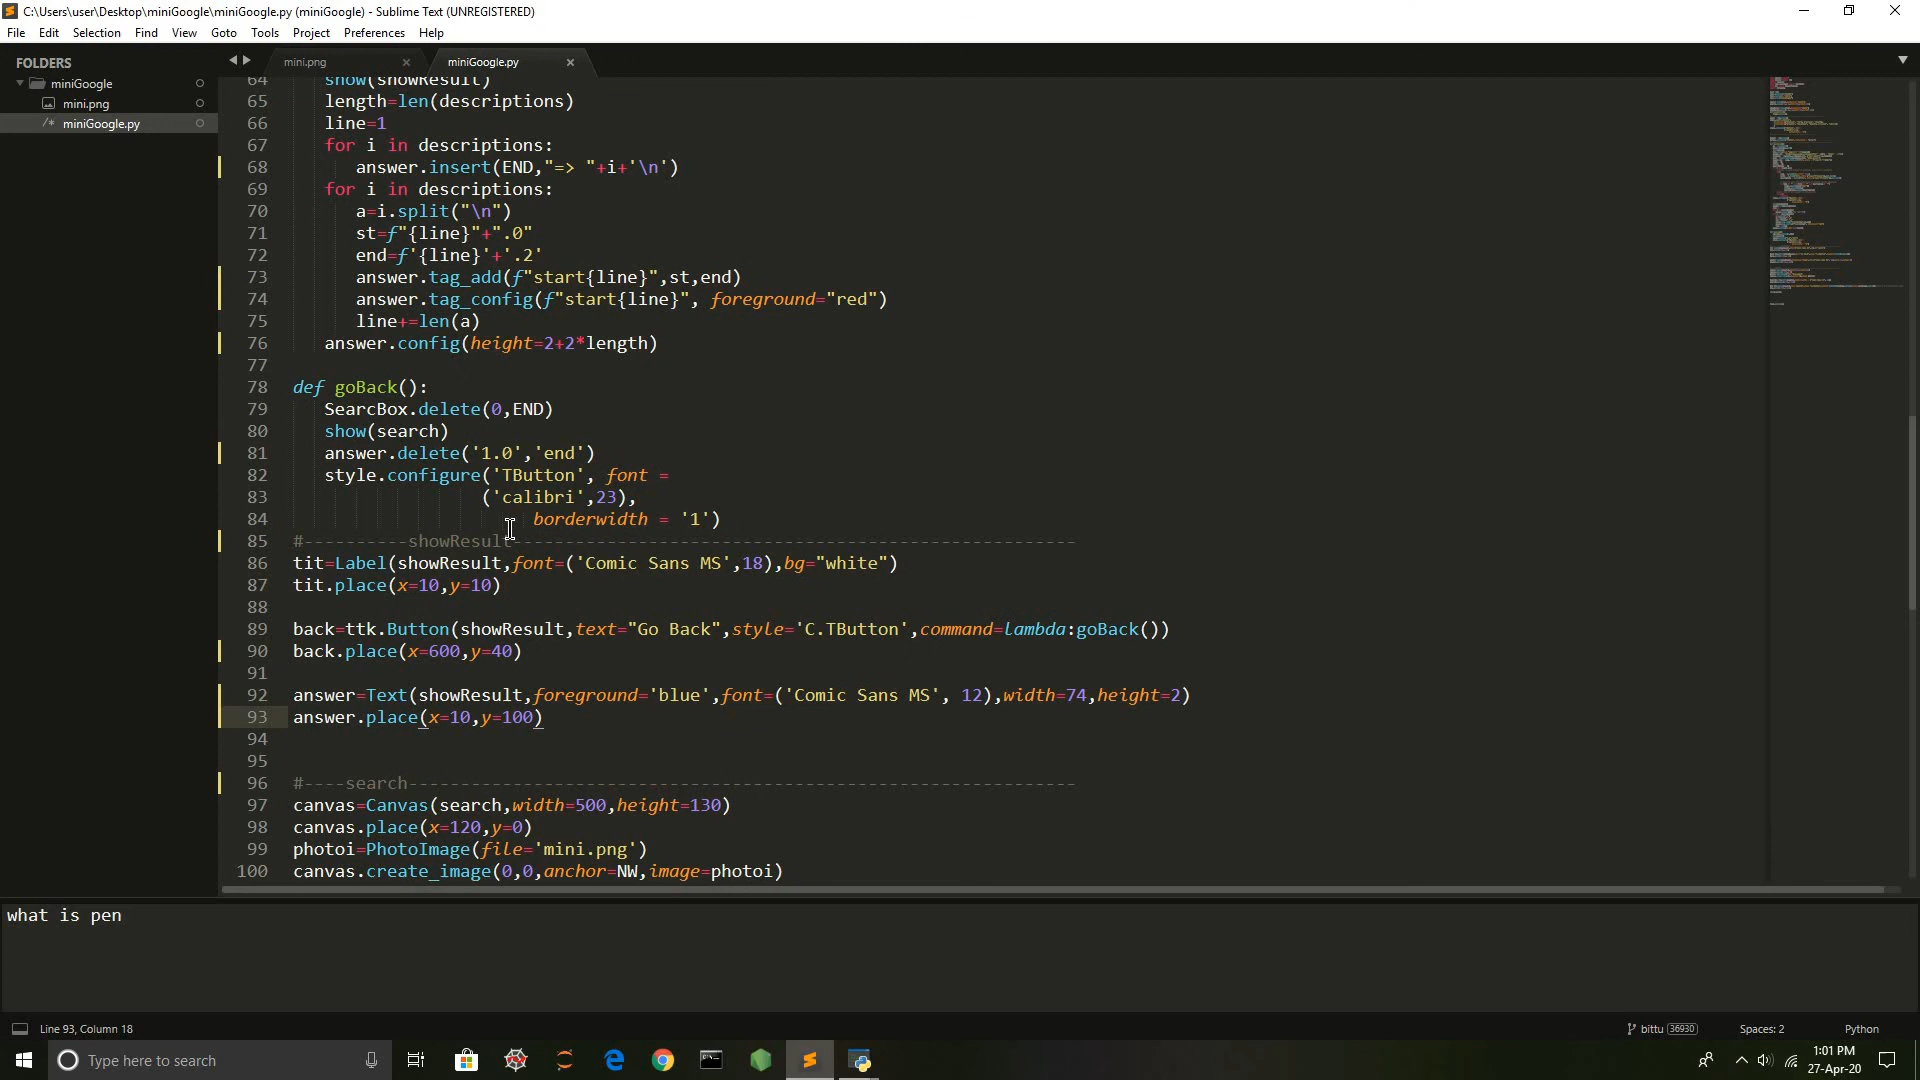 C:\Users\user\Desktop\miniGoogle\miniGoogle.py (miniGoogle) - Sublime Text (UNREGISTERED)
File Edit Selection Find View Goto Tools Project Preferences Help
FOLDERS
miniGoogle
mini.png
/* miniGoogle.py
mini.png × miniGoogle.py ×
64 show(showResult)
65 length=len(descriptions)
66 line=1
67 for i in descriptions:
68 answer.insert(END,"=> "+i+'\n')
69 for i in descriptions:
70 a=i.split("\n")
71 st=f"{line}"+".0"
72 end=f'{line}'+'.2'
73 answer.tag_add(f"start{line}",st,end)
74 answer.tag_config(f"start{line}", foreground="red")
75 line+=len(a)
76 answer.config(height=2+2*length)
77
78 def goBack():
79 SearcBox.delete(0,END)
80 show(search)
81 answer.delete('1.0','end')
82 style.configure('TButton', font =
83 ('calibri',23),
84 borderwidth = '1')
85 #----------showResult------------------------------------------------------
86 tit=Label(showResult,font=('Comic Sans MS',18),bg="white")
87 tit.place(x=10,y=10)
88
89 back=ttk.Button(showResult,text="Go Back",style='C.TButton',command=lambda:goBack())
90 back.place(x=600,y=40)
91
92 answer=Text(showResult,foreground='blue',font=('Comic Sans MS', 12),width=74,height=2)
93 answer.place(x=10,y=100)
94
95
96 #----search----------------------------------------------------------------
97 canvas=Canvas(search,width=500,height=130)
98 canvas.place(x=120,y=0)
99 photoi=PhotoImage(file='mini.png')
100 canvas.create_image(0,0,anchor=NW,image=photoi)
what is pen
Line 93, Column 18 bittu 36930 Spaces: 2 Python
Type here to search
1:01 PM
27-Apr-20